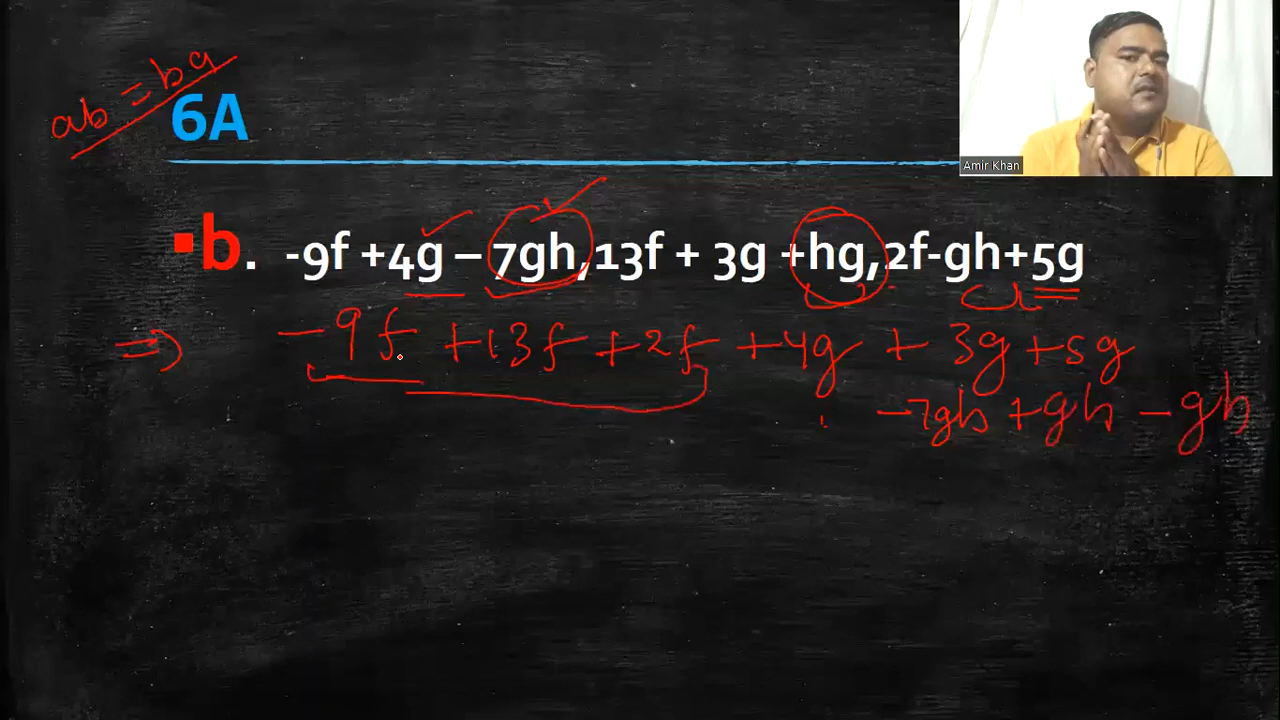 ab = ba
6A
Amir Khan
b. -9f +4g – 7gh,13f + 3g +hg,2f-gh+5g
⇒ -9f +13f +2f +4g + 3g +5g
-7gh +gh -gh